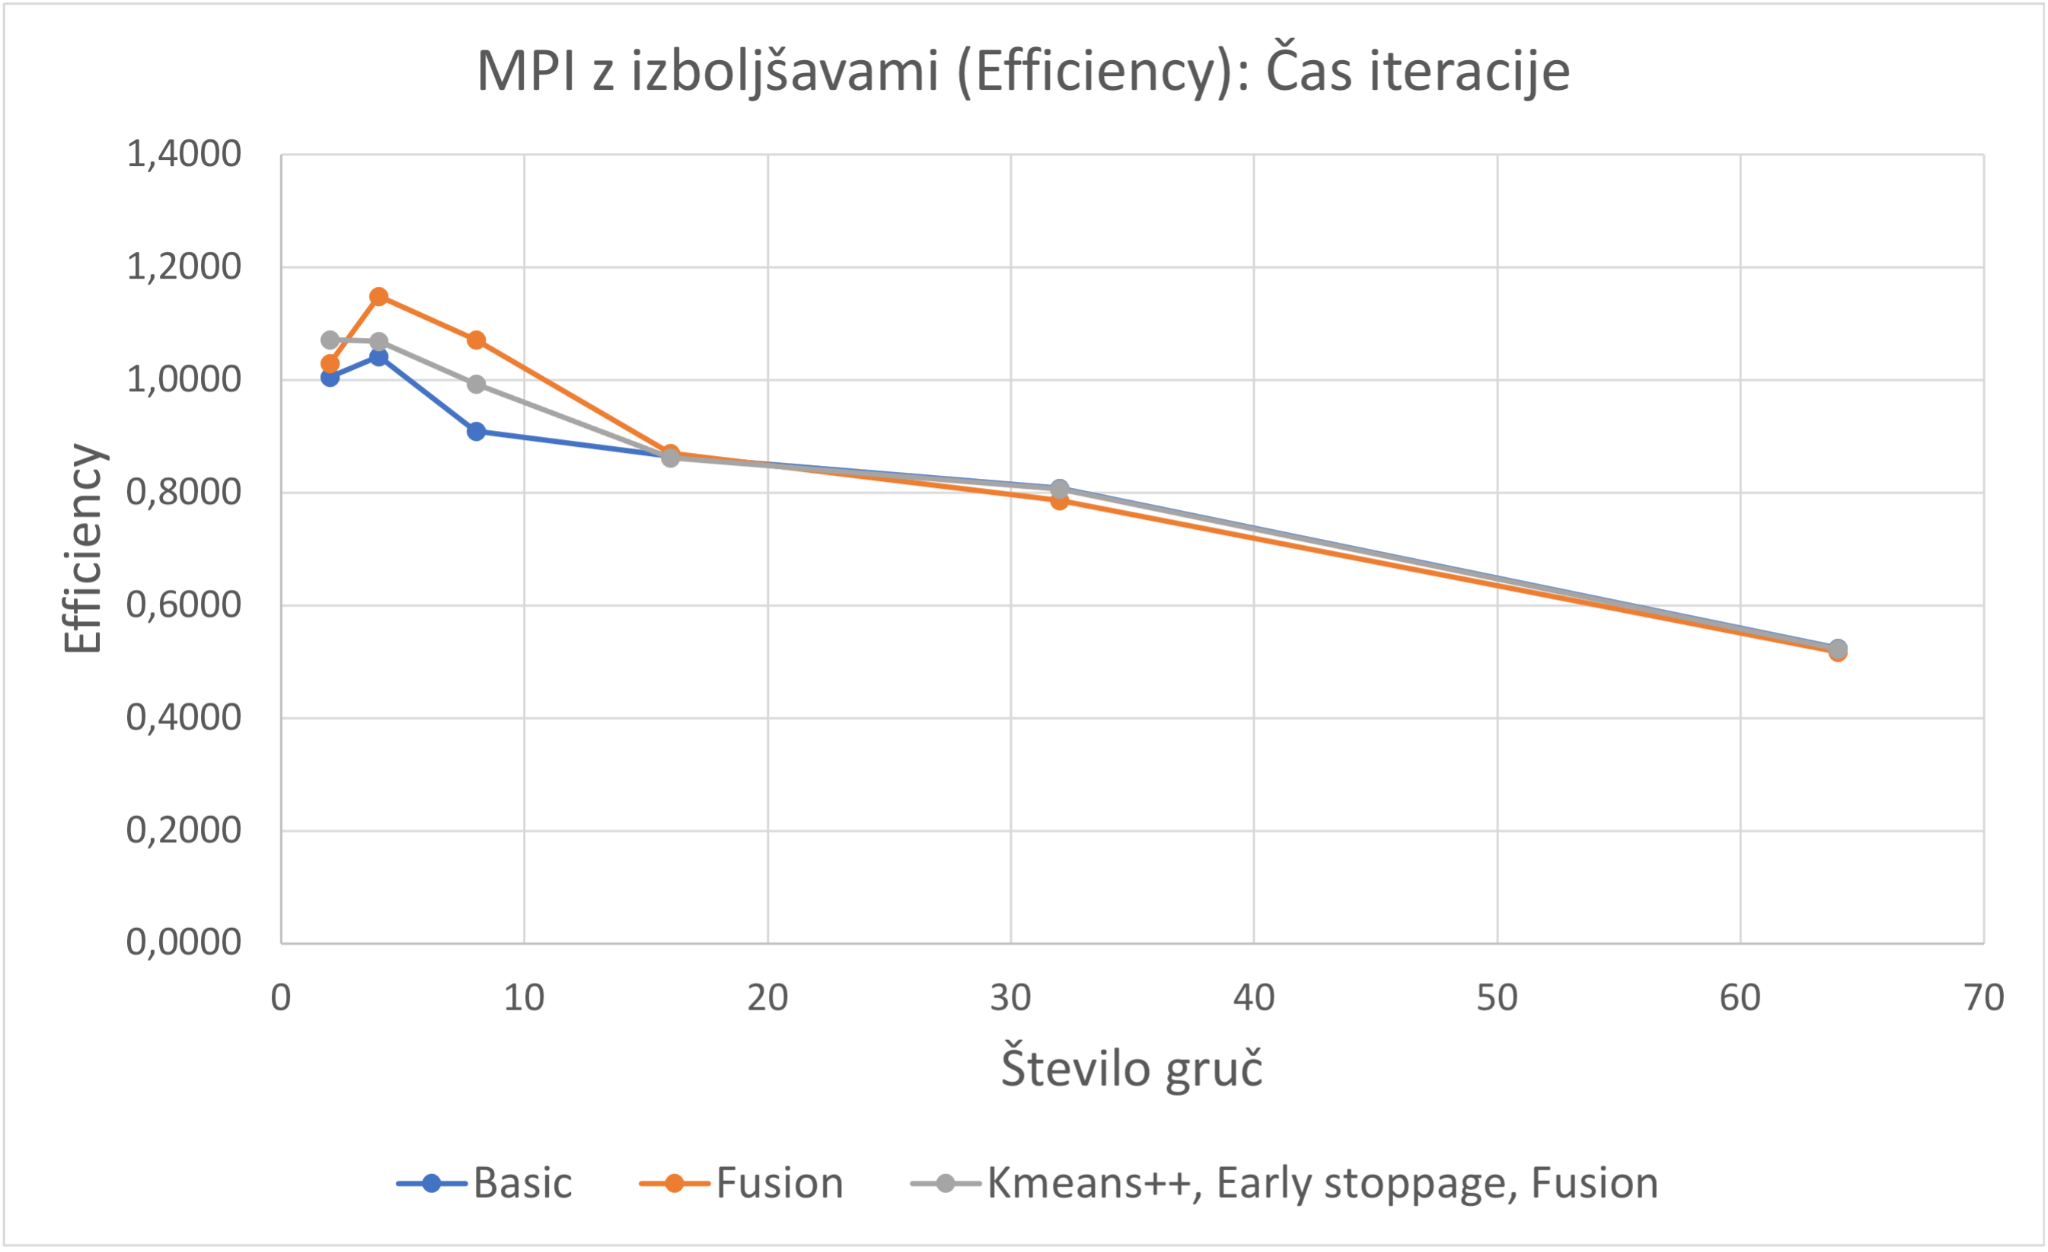 MPI z izboljšavami (Efficiency): Čas iteracije
1,4000
1,2000
1,0000
0,8000
0,6000
0,4000
0,2000
0,0000
Efficiency
0 10 20 30 40 50 60 70
Število gruč
Basic Fusion Kmeans++, Early stoppage, Fusion